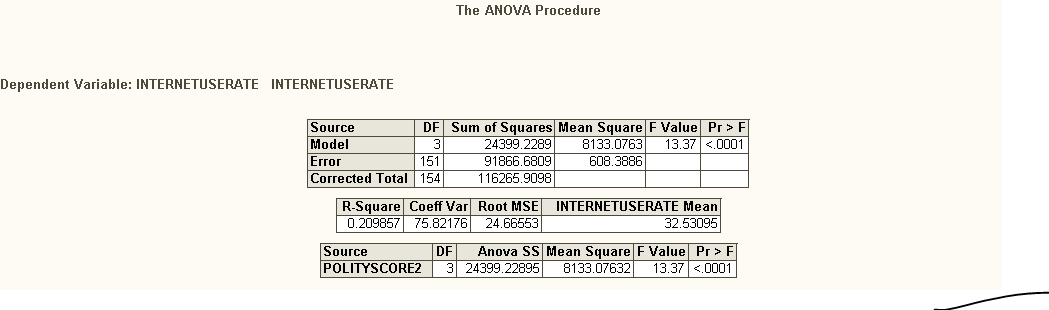 The ANOVA Procedure
Dependent Variable: INTERNETUSERATE INTERNETUSERATE
Source DF Sum of Squares Mean Square F Value Pr > F
Model 3 24399.2289 8133.0763 13.37 <.0001
Error 151 91866.6809 608.3886
Corrected Total 154 116265.9098
R-Square Coeff Var Root MSE INTERNETUSERATE Mean
0.209857 75.82176 24.66553 32.53095
Source DF Anova SS Mean Square F Value Pr > F
POLITYSCORE2 3 24399.22895 8133.07632 13.37 <.0001